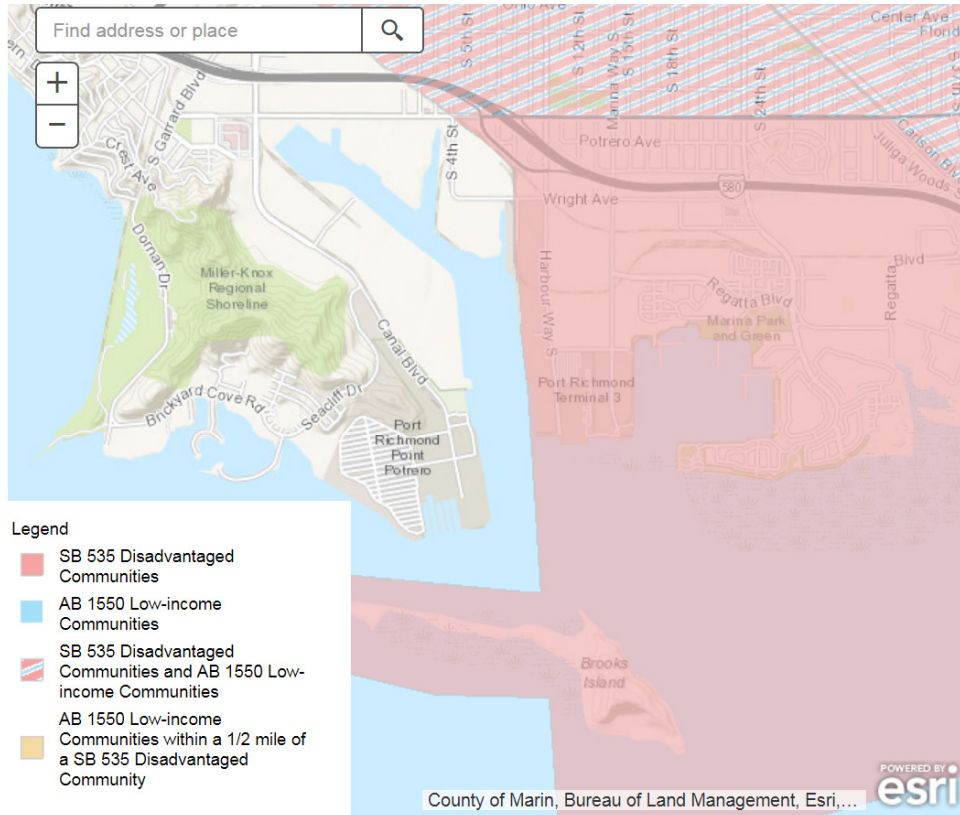 Find address or place
+
−
Ohio Ave
Center Ave
Florid
S 5th St
S 12th St
Marina Way S
S 15th St
S 18th St
S 24th St
Carlson Blv
Juliga Woods S
S Garrard Blvd
Crest Ave
S 4th St
Potrero Ave
580
Wright Ave
Dornan Dr
Miller-Knox
Regional
Shoreline
Harbour Way S
Regatta Blvd
Regatta
Blvd
Marina Park
and Green
Canal Blvd
Port Richmond
Terminal 3
Brickyard Cove Rd
Seacliff Dr
Port
Richmond
Point
Potrero
Legend
SB 535 Disadvantaged
Communities
AB 1550 Low-income
Communities
SB 535 Disadvantaged
Communities and AB 1550 Low-
income Communities
AB 1550 Low-income
Communities within a 1/2 mile of
a SB 535 Disadvantaged
Community
Brooks
Island
POWERED BY
esri
County of Marin, Bureau of Land Management, Esri,...